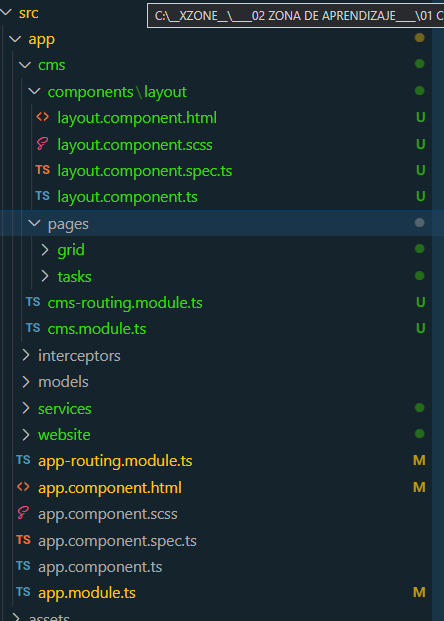 src
C:\__XZONE__\____02 ZONA DE APRENDIZAJE____\01 C
app
cms
components\layout
layout.component.html U
layout.component.scss U
TS layout.component.spec.ts U
TS layout.component.ts U
pages
grid
tasks
TS cms-routing.module.ts U
TS cms.module.ts U
interceptors
models
services
website
TS app-routing.module.ts M
app.component.html M
app.component.scss
TS app.component.spec.ts
TS app.component.ts
TS app.module.ts M
assets